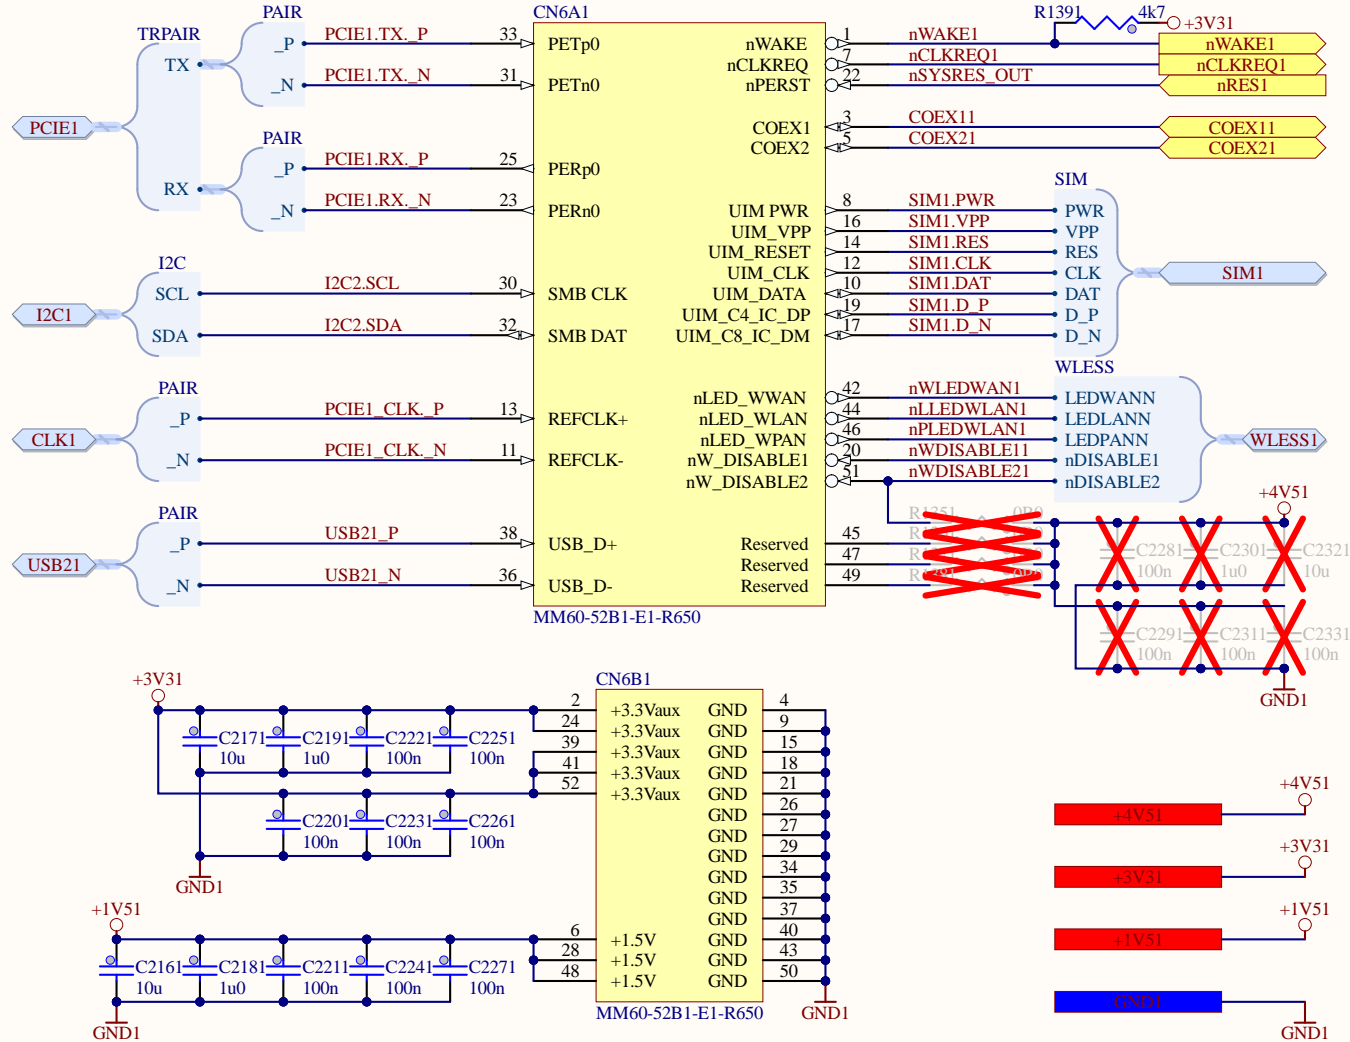 PAIR
CN6A1
R1391
4k7
+3V31
TRPAIR
_P
PCIE1.TX._P
33
PETp0
nWAKE
1
nWAKE1
nWAKE1
TX
nCLKREQ
7
nCLKREQ1
nCLKREQ1
_N
PCIE1.TX._N
31
PETn0
nPERST
22
nSYSRES_OUT
nRES1
PCIE1
COEX1
3
COEX11
COEX11
PAIR
COEX2
5
COEX21
COEX21
_P
PCIE1.RX._P
25
PERp0
RX
SIM
_N
PCIE1.RX._N
23
PERn0
UIM PWR
8
SIM1.PWR
PWR
UIM_VPP
16
SIM1.VPP
VPP
UIM_RESET
14
SIM1.RES
RES
I2C
UIM_CLK
12
SIM1.CLK
CLK
SIM1
SCL
I2C2.SCL
30
SMB CLK
UIM_DATA
10
SIM1.DAT
DAT
I2C1
UIM_C4_IC_DP
19
SIM1.D_P
D_P
SDA
I2C2.SDA
32
SMB DAT
UIM_C8_IC_DM
17
SIM1.D_N
D_N
WLESS
PAIR
nLED_WWAN
42
nWLEDWAN1
LEDWANN
_P
PCIE1_CLK._P
13
REFCLK+
nLED_WLAN
44
nLLEDWLAN1
LEDLANN
CLK1
nLED_WPAN
46
nPLEDWLAN1
LEDPANN
WLESS1
_N
PCIE1_CLK._N
11
REFCLK-
nW_DISABLE1
20
nWDISABLE11
nDISABLE1
nW_DISABLE2
51
nWDISABLE21
nDISABLE2
+4V51
PAIR
R1351
0R0
_P
USB21_P
38
USB_D+
Reserved
45
C2281
100n
C2301
1u0
C2321
10u
USB21
Reserved
47
_N
USB21_N
36
USB_D-
Reserved
49
MM60-52B1-E1-R650
C2291
100n
C2311
100n
C2331
100n
GND1
+3V31
CN6B1
2
+3.3Vaux
GND
4
24
+3.3Vaux
GND
9
C2171
10u
C2191
1u0
C2221
100n
C2251
100n
39
+3.3Vaux
GND
15
41
+3.3Vaux
GND
18
52
+3.3Vaux
GND
21
C2201
100n
C2231
100n
C2261
100n
GND
26
GND
27
GND
29
GND1
GND
34
GND
35
GND
37
+1V51
6
+1.5V
GND
40
28
+1.5V
GND
43
48
+1.5V
GND
50
C2161
10u
C2181
1u0
C2211
100n
C2241
100n
C2271
100n
GND1
MM60-52B1-E1-R650
GND1
+4V51
+4V51
+3V31
+3V31
+1V51
+1V51
GND1
GND1